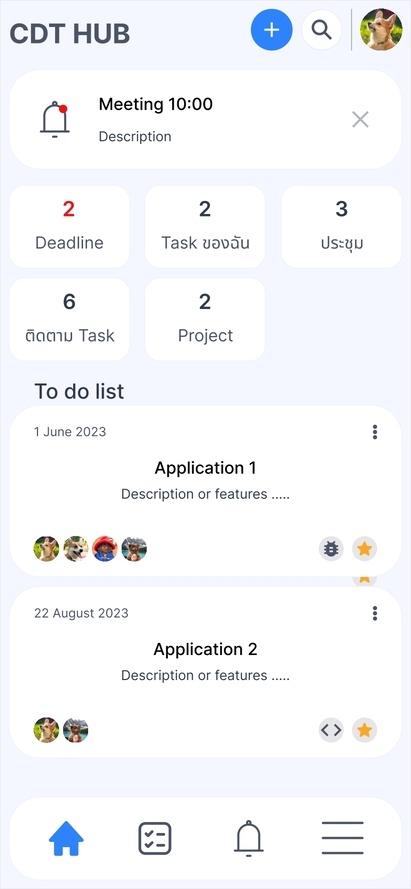 CDT HUB
Meeting 10:00
Description
2
Deadline
2
Task ของฉัน
3
ประชุม
6
ติดตาม Task
2
Project
To do list
1 June 2023
Application 1
Description or features .....
22 August 2023
Application 2
Description or features .....